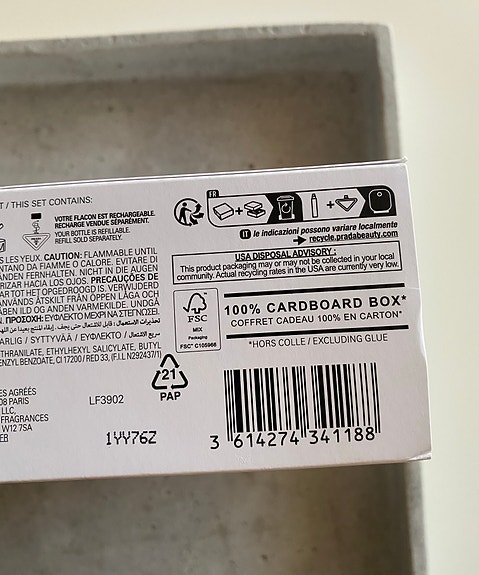 T / THIS SET CONTAINS:
VOTRE FLACON EST RECHARGEABLE.
RECHARGE VENDUE SÉPARÉMENT.
YOUR BOTTLE IS REFILLABLE.
REFILL SOLD SEPARATELY.
S LES YEUX. CAUTION: FLAMMABLE UNTIL
NTANO DA FIAMME O CALORE. EVITARE DI
ERNHALTEN. NICHT IN DIE AUGEN
RIZAR HACIA LOS OJOS. PRECAUÇÕES DE
ARTOT HET OPGEDROOGD IS. VERWIJDERD
ANVÄNDS ÅTSKILT FRÅN ÖPPEN LÅGA OCH
ÅBEN ILD OG ANDEN VARMEKILDE. UNDGÅ
ΠΡΟΣΟΧΗ: ΕΥΦΛΕΚΤΟ ΜΕΧΡΙ ΝΑ ΣΤΕΓΝΩΣΕΙ.
ARLIG / SYTTYVÄÄ / ΕΥΦΛΕΚΤΟ /
THRANILATE, ETHYLHEXYL SALICYLATE, BUTYL
ENZYL BENZOATE, CI 17200 / RED 33, (F.I.L N292437/1)
ES AGRÉÉS
08 PARIS
LLC,
FRAGRANCES
W12 7SA
EB
LF3902
1YY76Z
FR
IT le indicazioni possono variare localmente
recycle.pradabeauty.com
USA DISPOSAL ADVISORY :
This product packaging may or may not be collected in your local
community. Actual recycling rates in the USA are currently very low.
FSC
MIX
Packaging
FSC® C105966
100% CARDBOARD BOX*
COFFRET CADEAU 100% EN CARTON*
*HORS COLLE / EXCLUDING GLUE
21
PAP
3 614274 341188